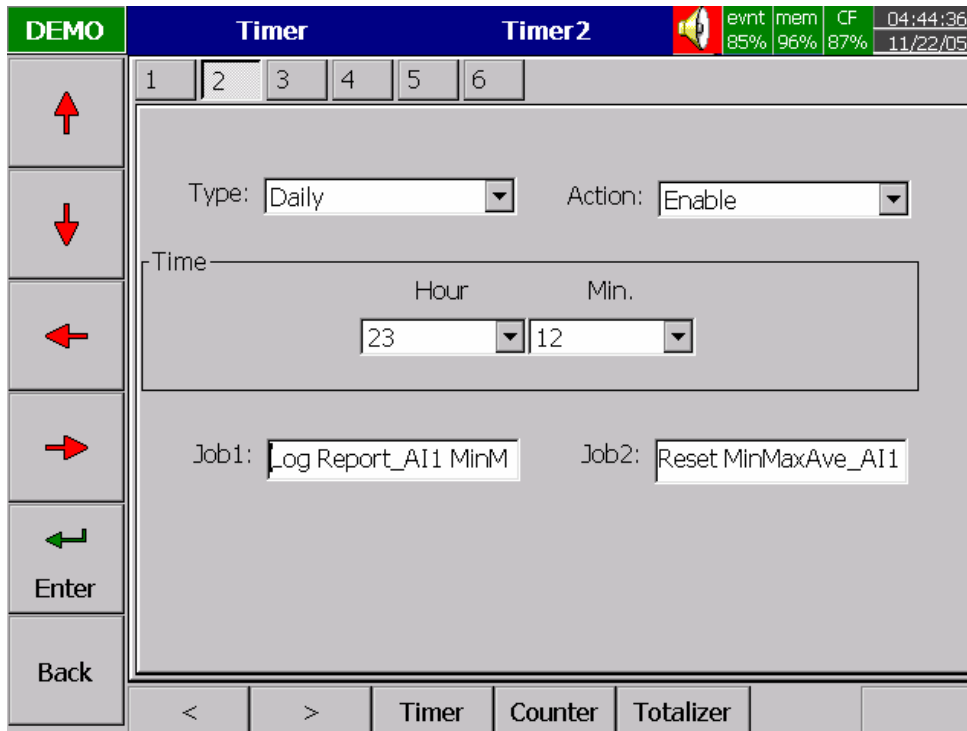 DEMO Timer Timer2 evnt mem CF 04:44:36
85% 96% 87% 11/22/05
1 2 3 4 5 6
Type: Daily Action: Enable
Time
Hour Min.
23 12
Job1: Log Report_AI1 MinM Job2: Reset MinMaxAve_AI1
Enter
Back
< > Timer Counter Totalizer